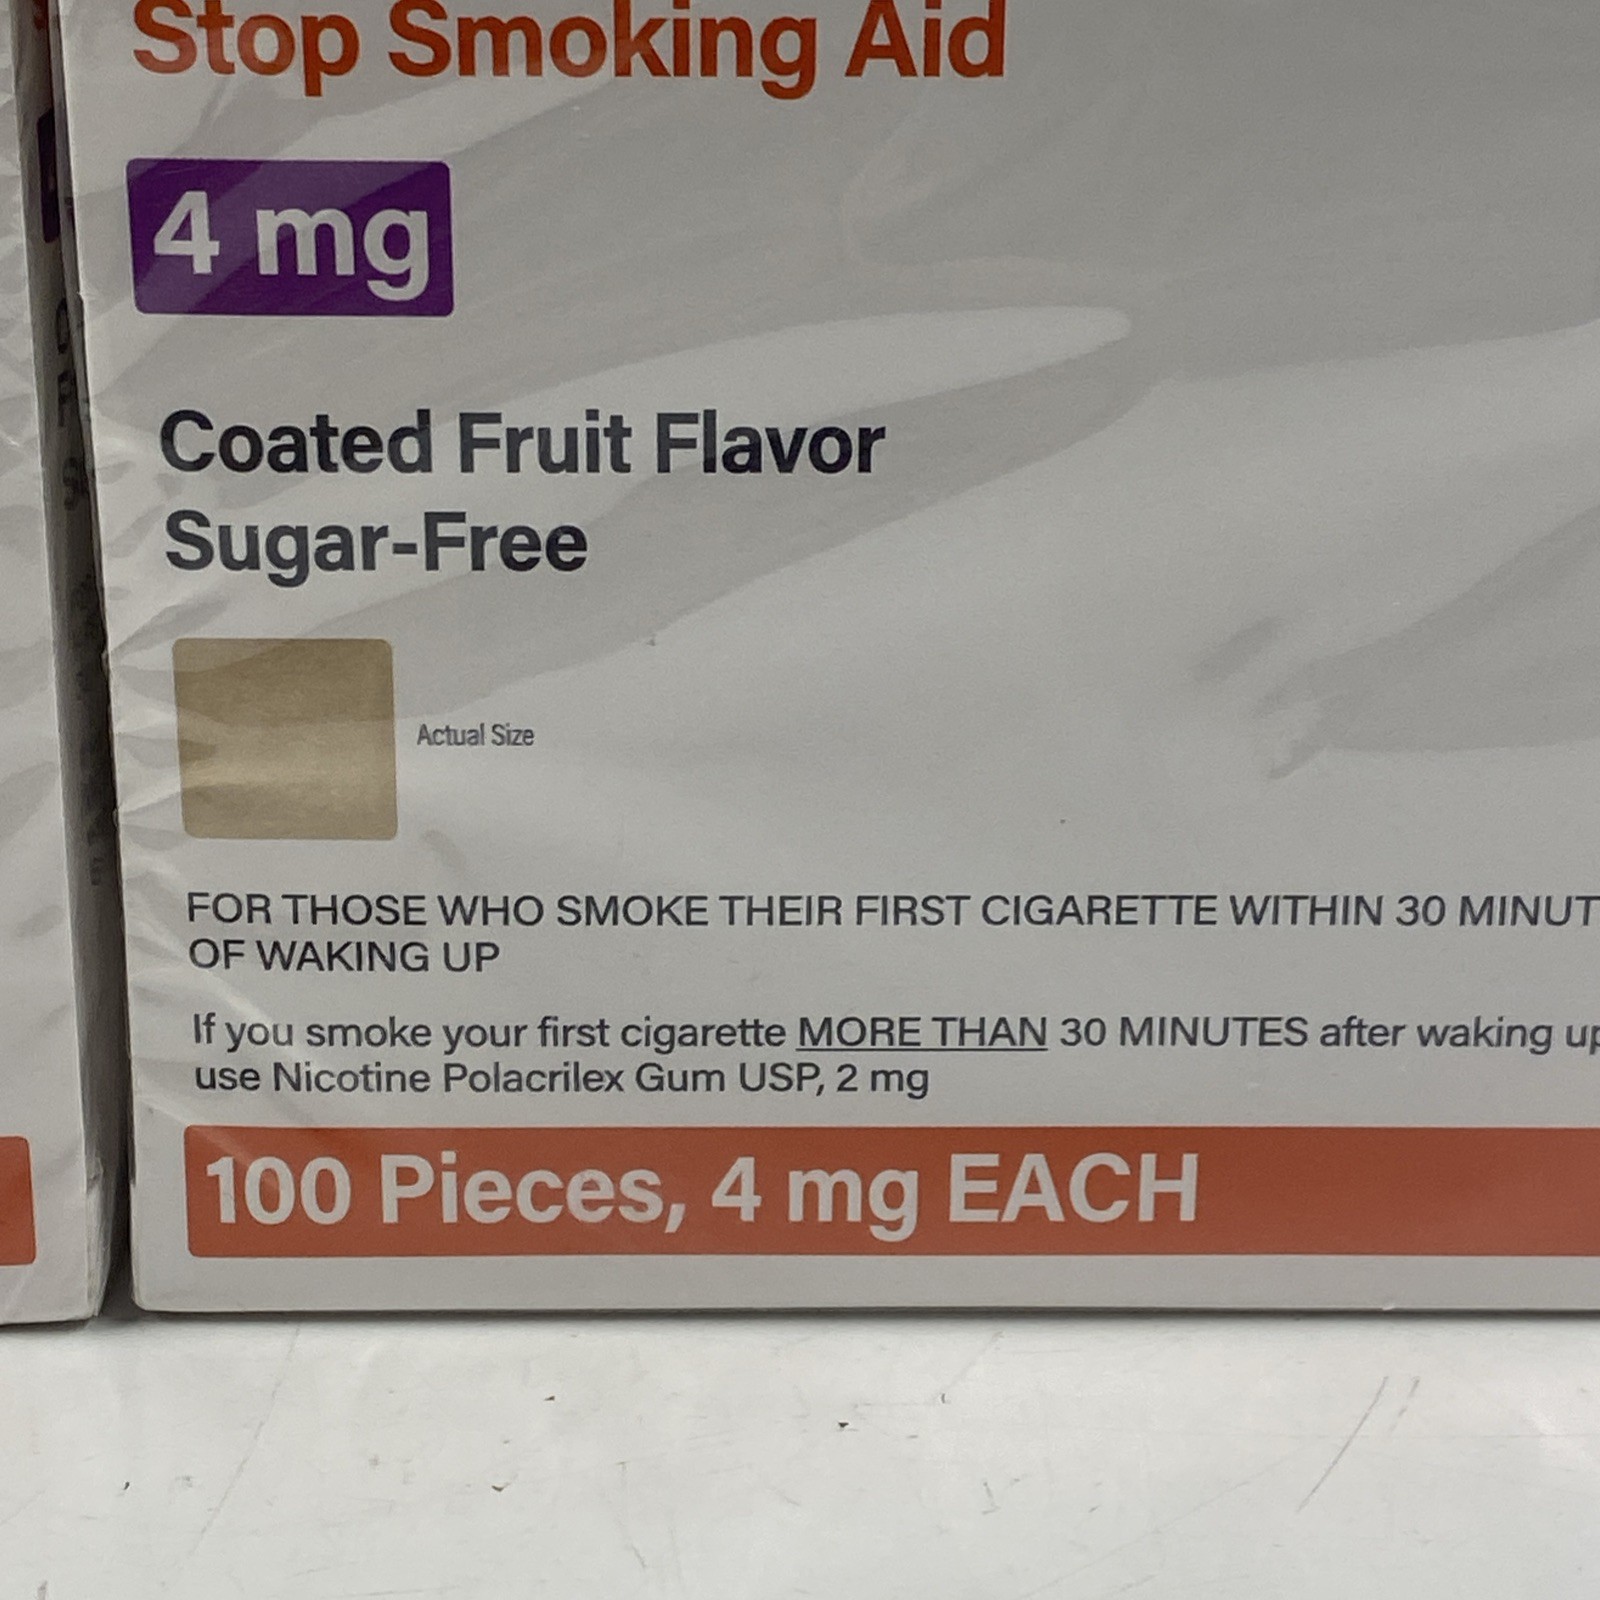 Stop Smoking Aid
4 mg
Coated Fruit Flavor
Sugar-Free
Actual Size
FOR THOSE WHO SMOKE THEIR FIRST CIGARETTE WITHIN 30 MINUT
OF WAKING UP
If you smoke your first cigarette MORE THAN 30 MINUTES after waking up
use Nicotine Polacrilex Gum USP, 2 mg
100 Pieces, 4 mg EACH